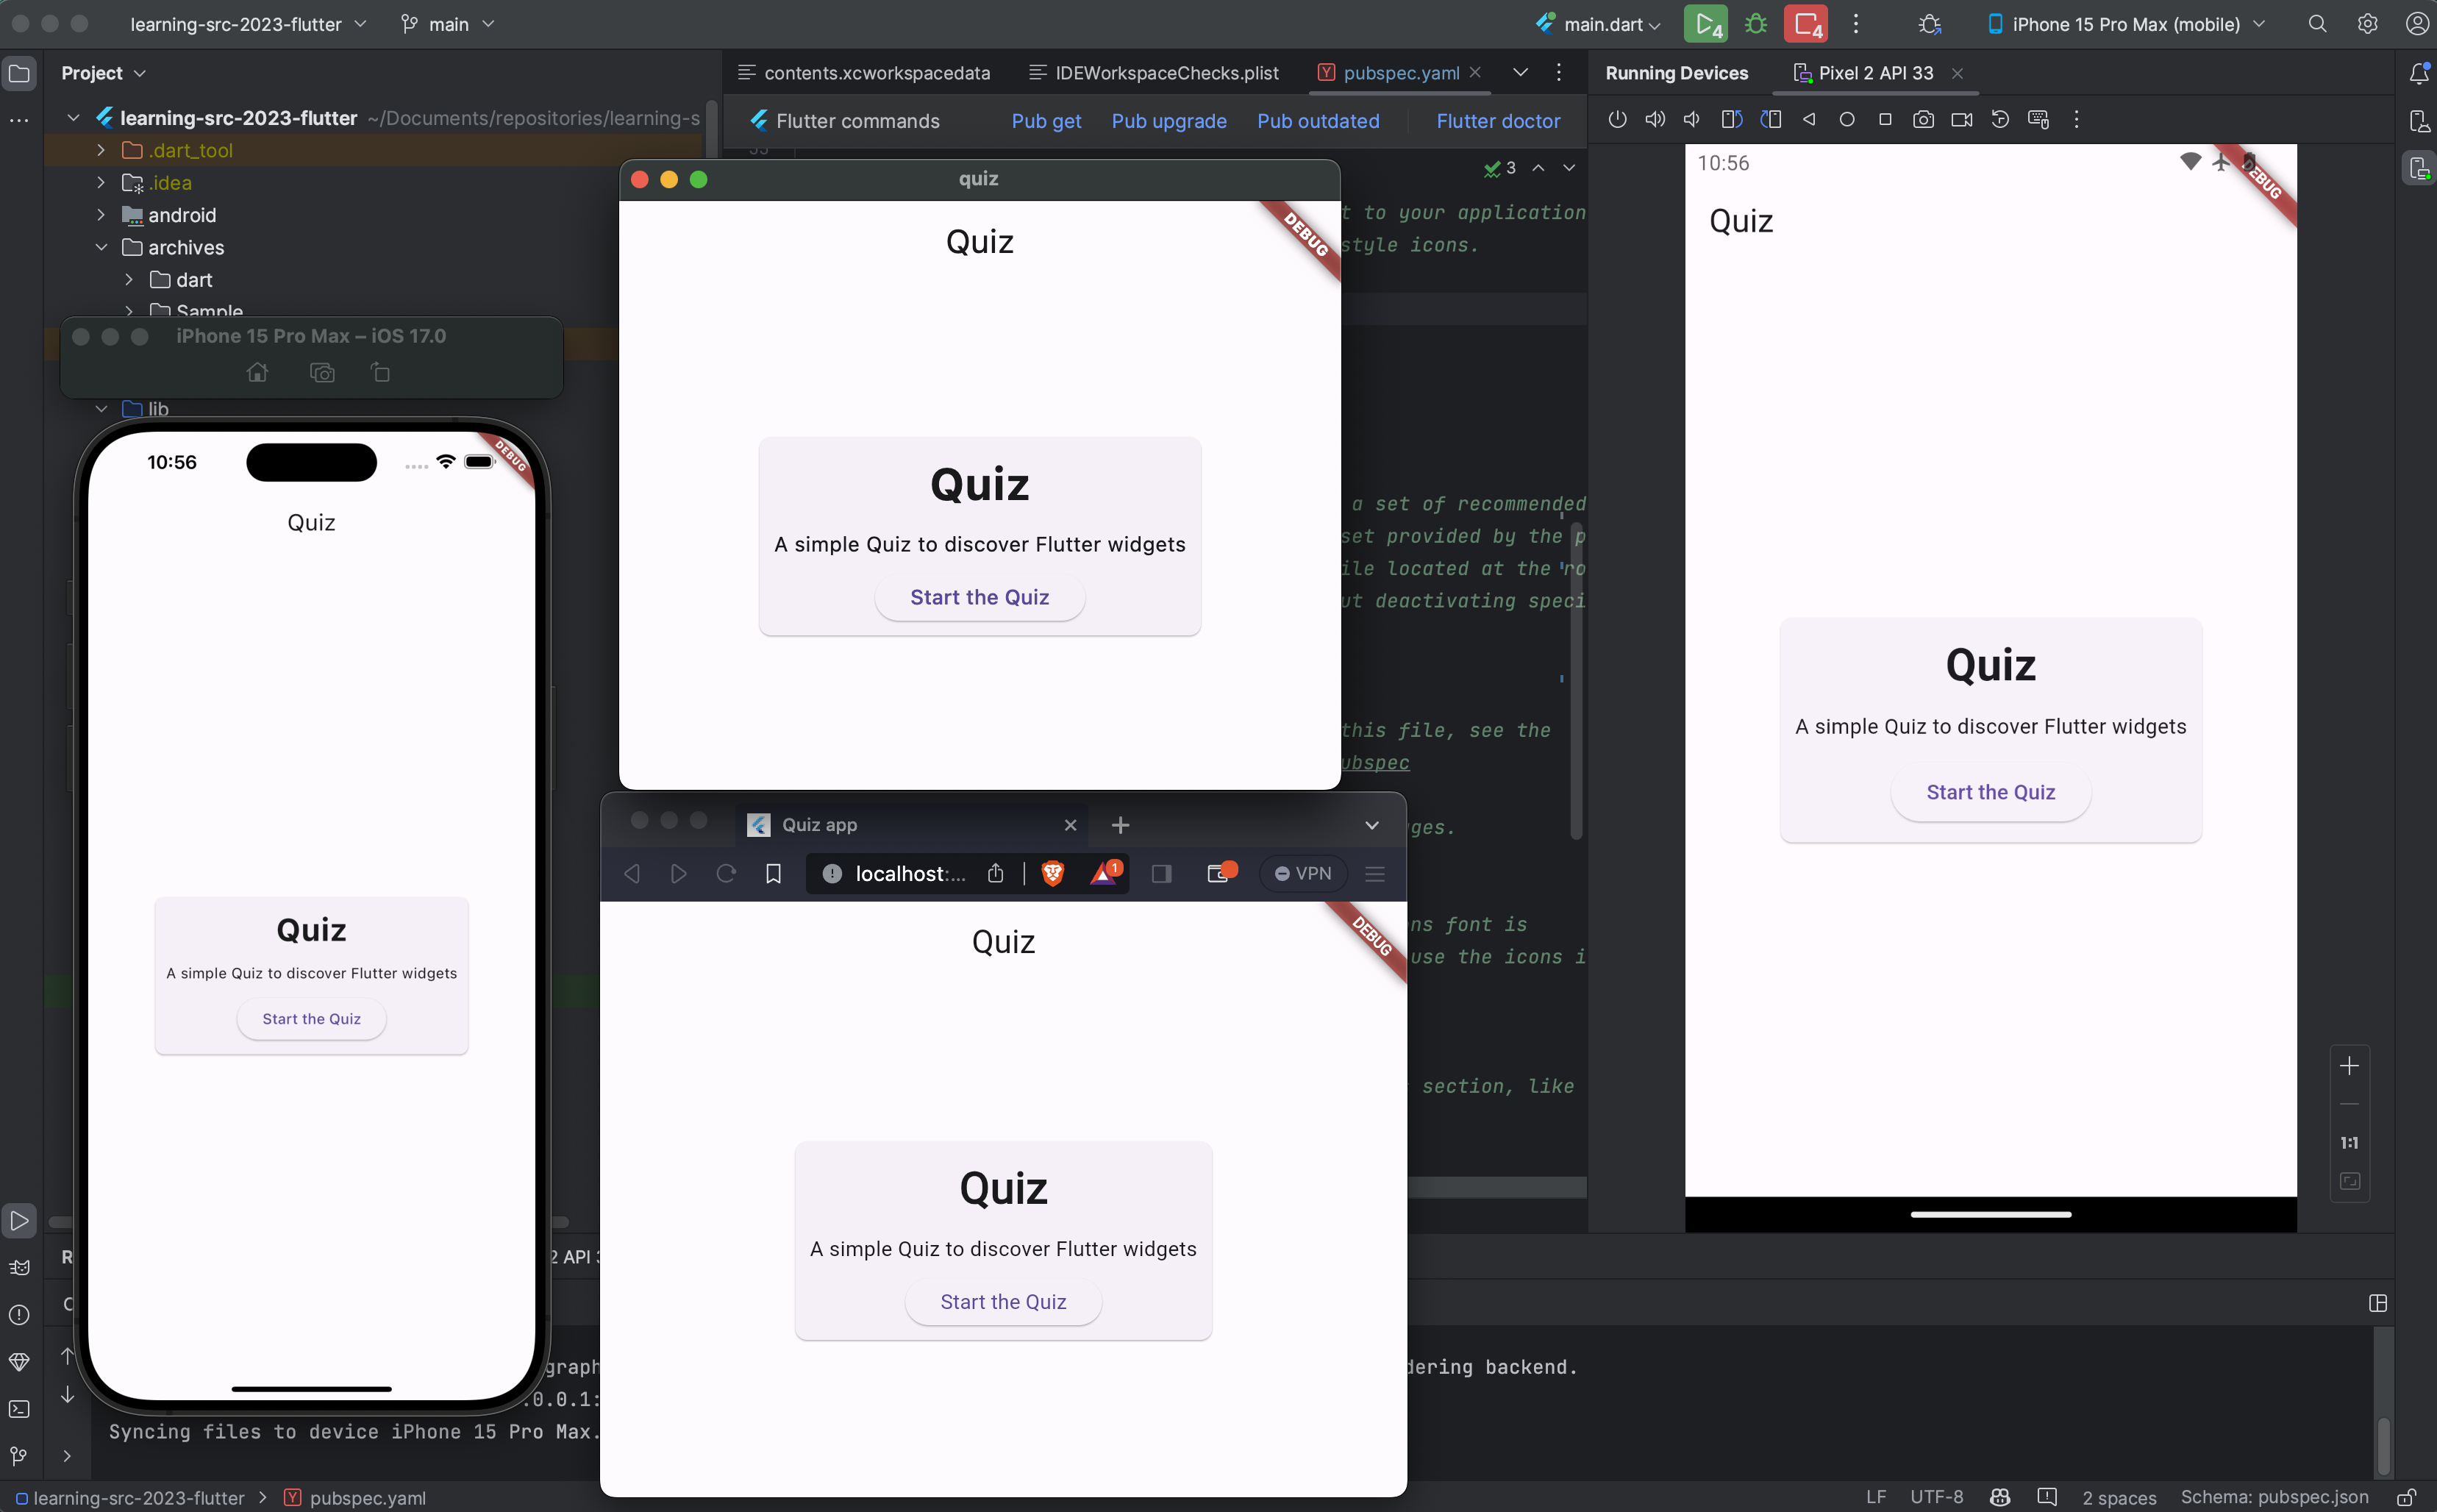 learning-src-2023-flutter main main.dart 4 4 iPhone 15 Pro Max (mobile)
Project
contents.xcworkspacedata IDEWorkspaceChecks.plist pubspec.yaml
Running Devices Pixel 2 API 33
learning-src-2023-flutter ~/Documents/repositories/learning-s
Flutter commands Pub get Pub upgrade Pub outdated Flutter doctor
.dart_tool
.idea
android
archives
dart
Sample
lib
3
t to your application
style icons.
a set of recommended
set provided by the p
ile located at the ro
ut deactivating speci
this file, see the
ubspec
ges.
ns font is
use the icons i
section, like
iPhone 15 Pro Max – iOS 17.0
10:56
DEBUG
Quiz
Quiz
A simple Quiz to discover Flutter widgets
Start the Quiz
quiz
DEBUG
Quiz
Quiz
A simple Quiz to discover Flutter widgets
Start the Quiz
Quiz app
localhost:... 1 VPN
DEBUG
Quiz
Quiz
A simple Quiz to discover Flutter widgets
Start the Quiz
10:56
DEBUG
Quiz
Quiz
A simple Quiz to discover Flutter widgets
Start the Quiz
1:1
R 2 API 3
C
graph dering backend.
.0.0.1:
Syncing files to device iPhone 15 Pro Max.
learning-src-2023-flutter pubspec.yaml LF UTF-8 2 spaces Schema: pubspec.json